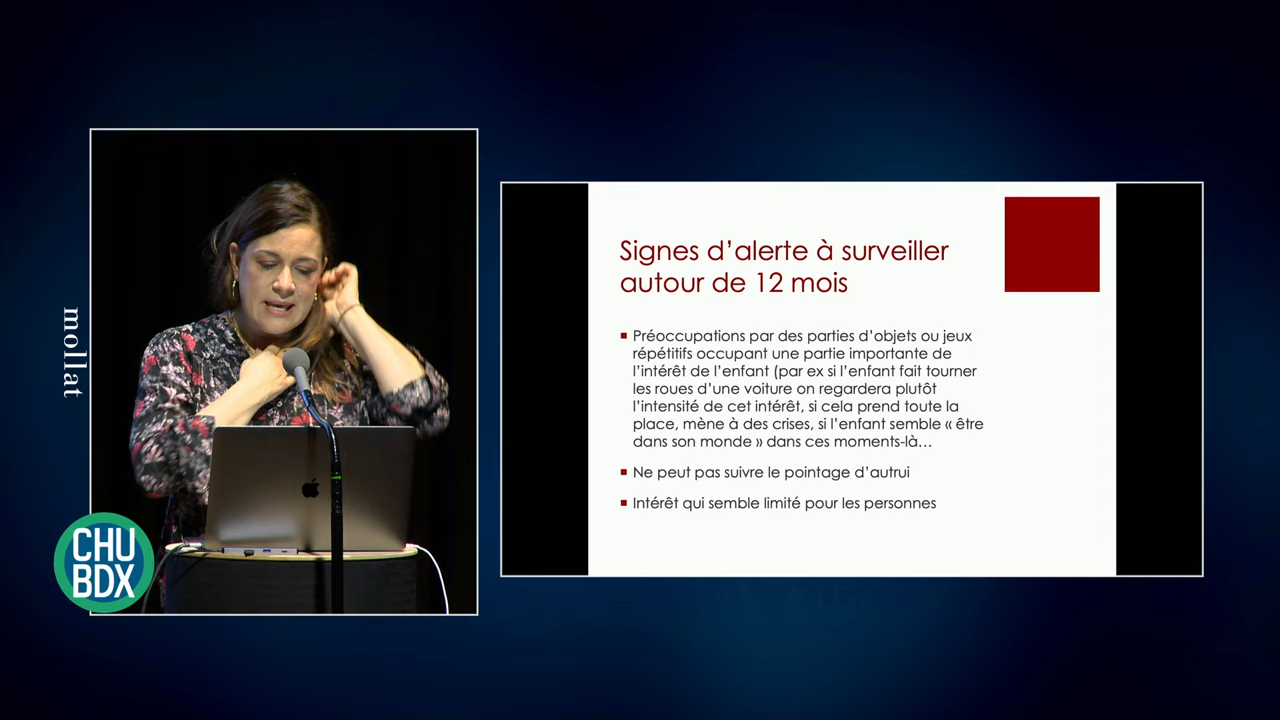 mollat
CHU
BDX
Signes d’alerte à surveiller
autour de 12 mois
▪ Préoccupations par des parties d’objets ou jeux
répétitifs occupant une partie importante de
l’intérêt de l’enfant (par ex si l’enfant fait tourner
les roues d’une voiture on regardera plutôt
l’intensité de cet intérêt, si cela prend toute la
place, mène à des crises, si l’enfant semble « être
dans son monde » dans ces moments-là…
▪ Ne peut pas suivre le pointage d’autrui
▪ Intérêt qui semble limité pour les personnes